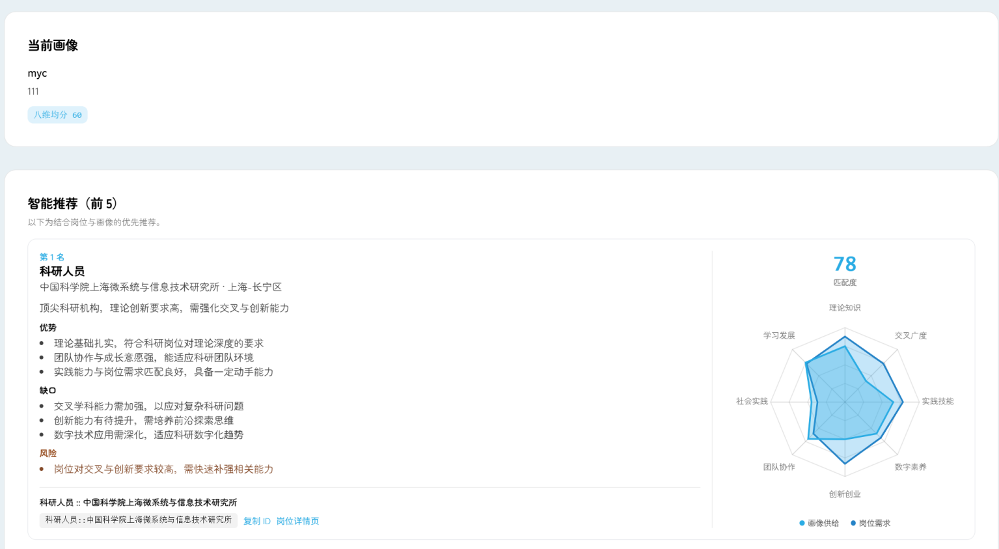 当前画像
myc
111
八维均分 60
智能推荐（前 5）
以下为结合岗位与画像的优先推荐。
第 1 名
科研人员
中国科学院上海微系统与信息技术研究所 · 上海-长宁区
顶尖科研机构，理论创新要求高，需强化交叉与创新能力
优势
理论基础扎实，符合科研岗位对理论深度的要求
团队协作与成长意愿强，能适应科研团队环境
实践能力与岗位需求匹配良好，具备一定动手能力
缺口
交叉学科能力需加强，以应对复杂科研问题
创新能力有待提升，需培养前沿探索思维
数字技术应用需深化，适应科研数字化趋势
风险
岗位对交叉与创新要求较高，需快速补强相关能力
科研人员 :: 中国科学院上海微系统与信息技术研究所
科研人员::中国科学院上海微系统与信息技术研究所 复制 ID 岗位详情页
78
匹配度
理论知识
学习发展 交叉广度
社会实践 实践技能
团队协作 数字素养
创新创业
画像供给 岗位需求